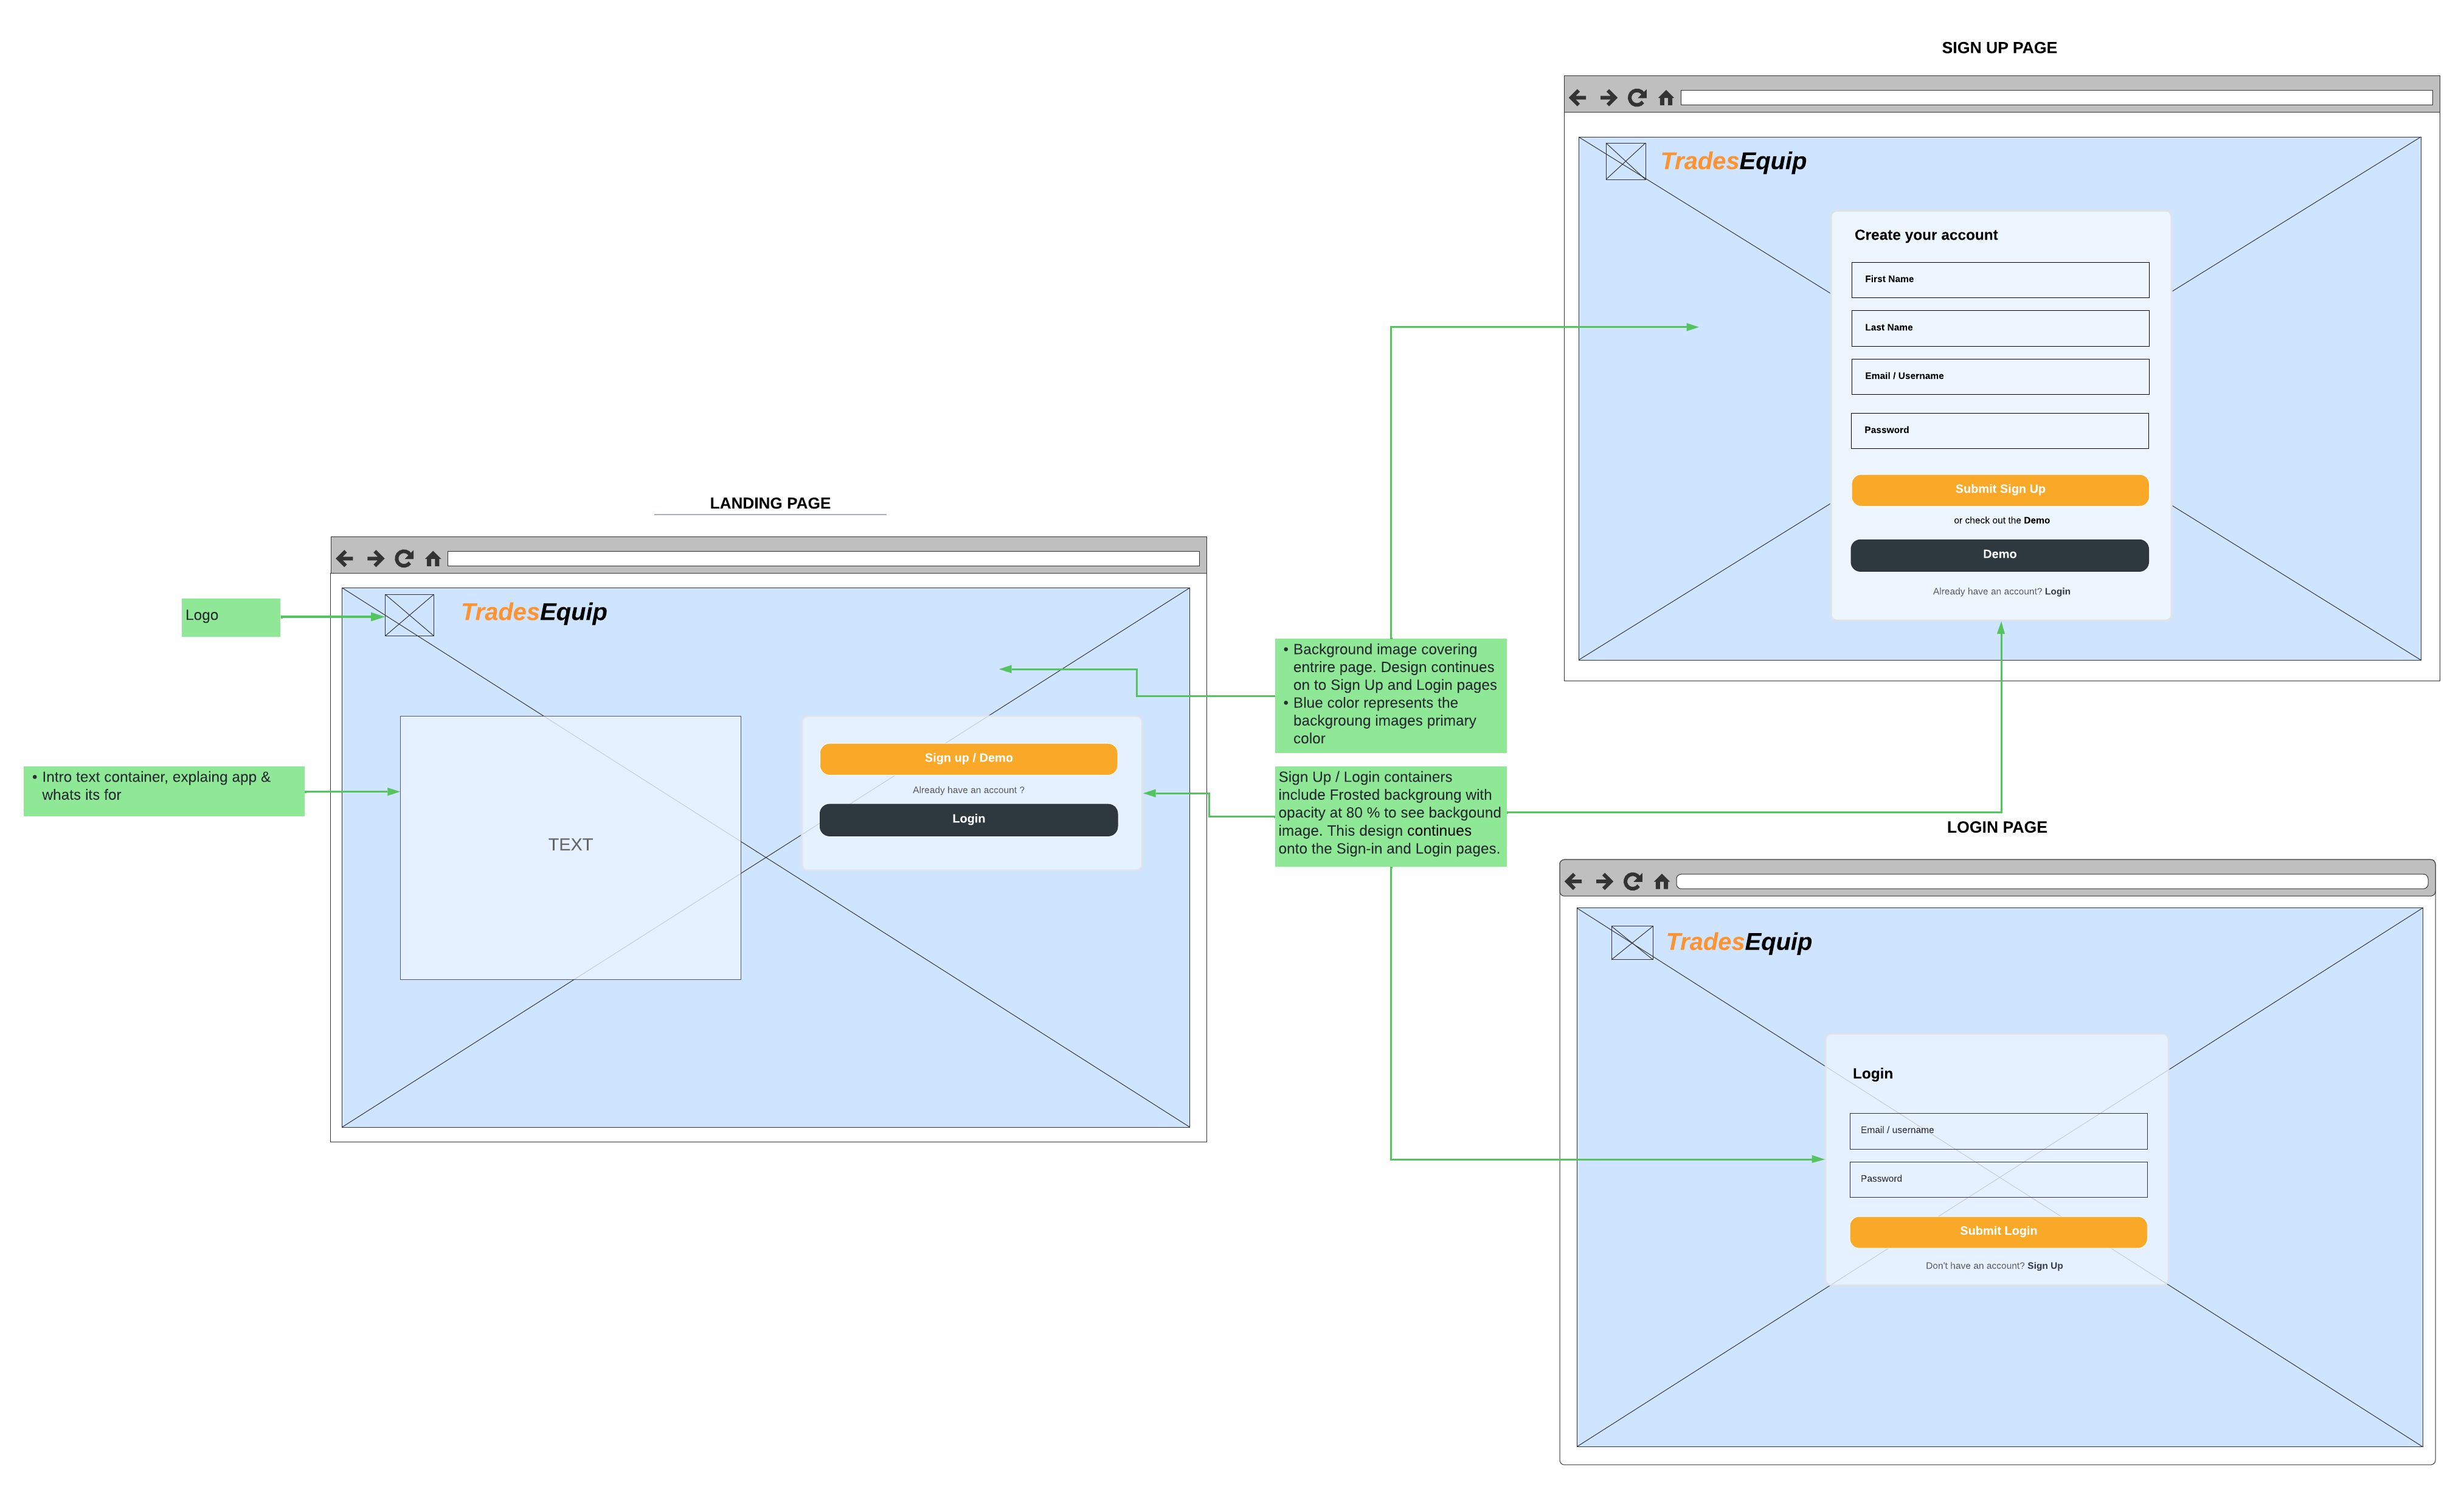 SIGN UP PAGE
TradesEquip
Create your account
First Name
Last Name
Email / Username
Password
Submit Sign Up
or check out the Demo
Demo
Already have an account? Login
LANDING PAGE
Logo
TradesEquip
• Intro text container, explaing app &
whats its for
TEXT
Sign up / Demo
Already have an account ?
Login
• Background image covering
entrire page. Design continues
on to Sign Up and Login pages
• Blue color represents the
backgroung images primary
color
Sign Up / Login containers
include Frosted backgroung with
opacity at 80 % to see backgound
image. This design continues
onto the Sign-in and Login pages.
LOGIN PAGE
TradesEquip
Login
Email / username
Password
Submit Login
Don't have an account? Sign Up